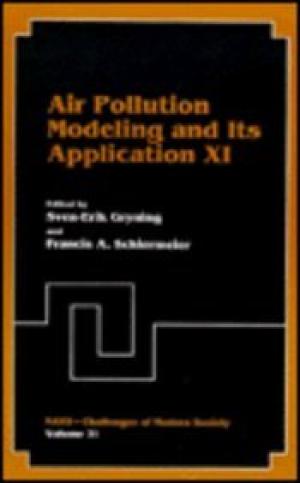 Air Pollution
Modeling and Its
Application XI
Edited by
Sven-Erik Gryning
and
Francis A. Schiermeier
NATO—Challenges of Modern Society
Volume 21